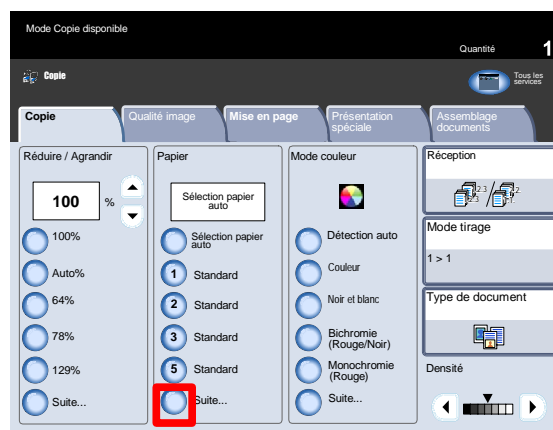 Mode Copie disponible
Quantité
1
Copie
Tous les
services
Copie
Qualité image
Mise en page
Présentation
spéciale
Assemblage
documents
Réduire / Agrandir
100 %
100%
Auto%
64%
78%
129%
Suite...
Papier
Sélection papier
auto
Sélection papier
auto
1 Standard
2 Standard
3 Standard
5 Standard
Suite...
Mode couleur
Détection auto
Couleur
Noir et blanc
Bichromie
(Rouge/Noir)
Monochromie
(Rouge)
Suite...
Réception
Mode tirage
1 > 1
Type de document
Densité